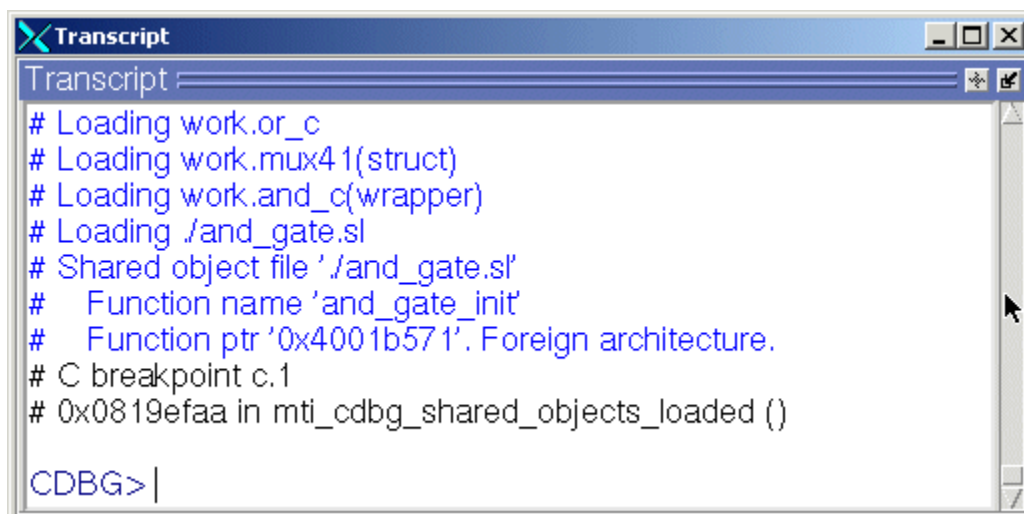 Transcript
Transcript
# Loading work.or_c
# Loading work.mux41(struct)
# Loading work.and_c(wrapper)
# Loading ./and_gate.sl
# Shared object file './and_gate.sl'
#    Function name 'and_gate_init'
#    Function ptr '0x4001b571'. Foreign architecture.
# C breakpoint c.1
# 0x0819efaa in mti_cdbg_shared_objects_loaded ()
CDBG>